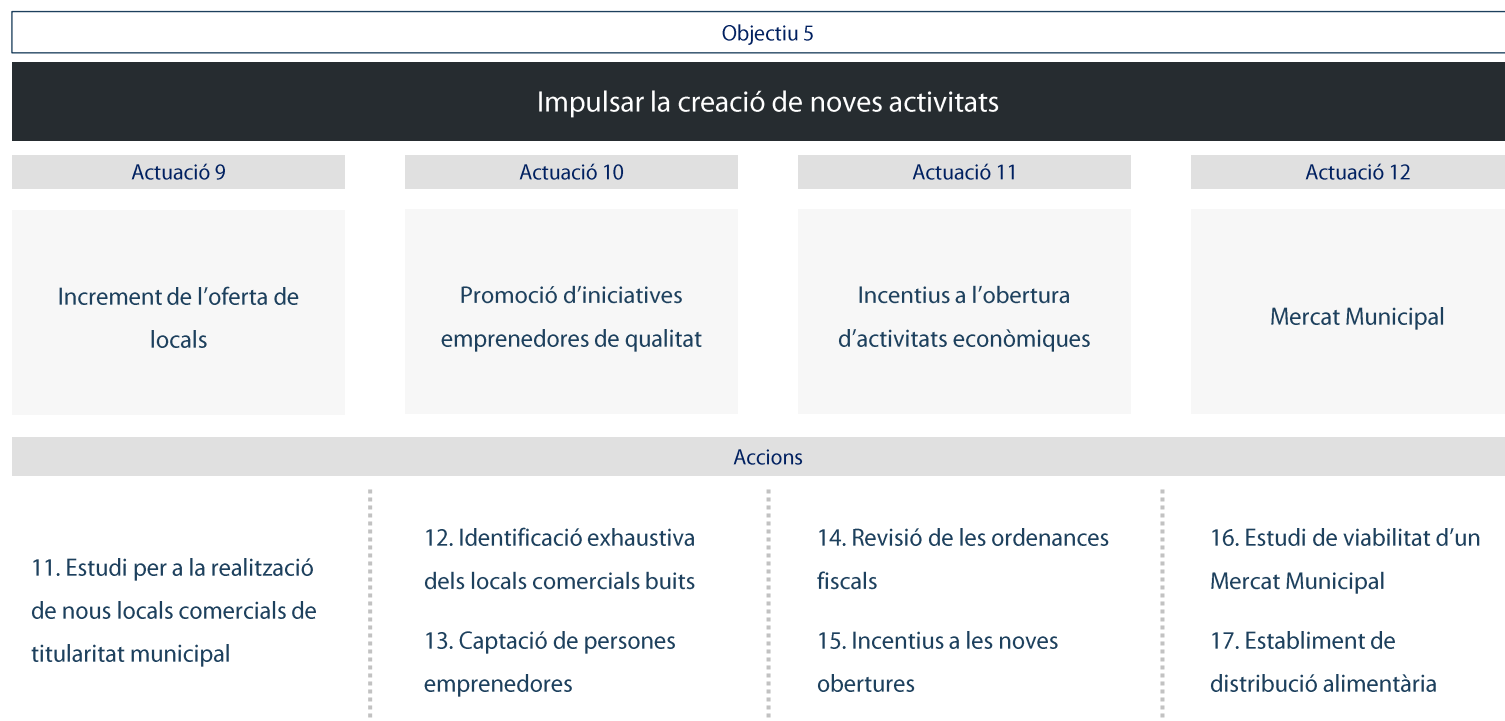 Objectiu 5
Impulsar la creació de noves activitats
Actuació 9
Increment de l’oferta de
locals
Actuació 10
Promoció d’iniciatives
emprenedores de qualitat
Actuació 11
Incentius a l’obertura
d’activitats econòmiques
Actuació 12
Mercat Municipal
Accions
11. Estudi per a la realització
de nous locals comercials de
titularitat municipal
12. Identificació exhaustiva
dels locals comercials buits
13. Captació de persones
emprenedores
14. Revisió de les ordenances
fiscals
15. Incentius a les noves
obertures
16. Estudi de viabilitat d’un
Mercat Municipal
17. Establiment de
distribució alimentària